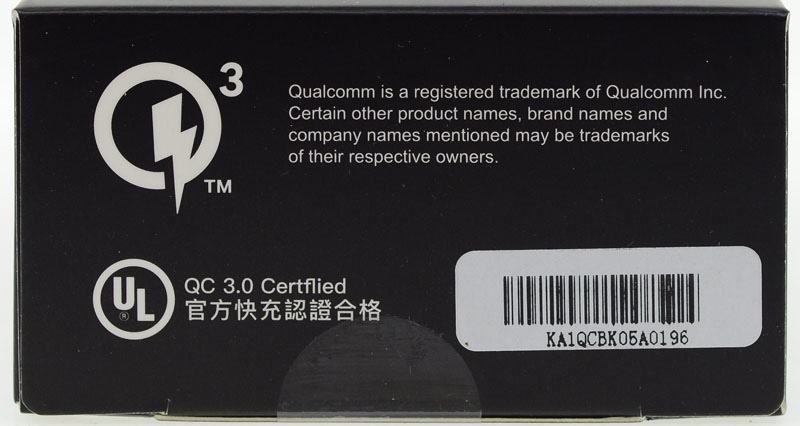 3
TM
Qualcomm is a registered trademark of Qualcomm Inc.
Certain other product names, brand names and
company names mentioned may be trademarks
of their respective owners.
UL
®
QC 3.0 Certflied
官方快充認證合格
KA1QCBK05A0196